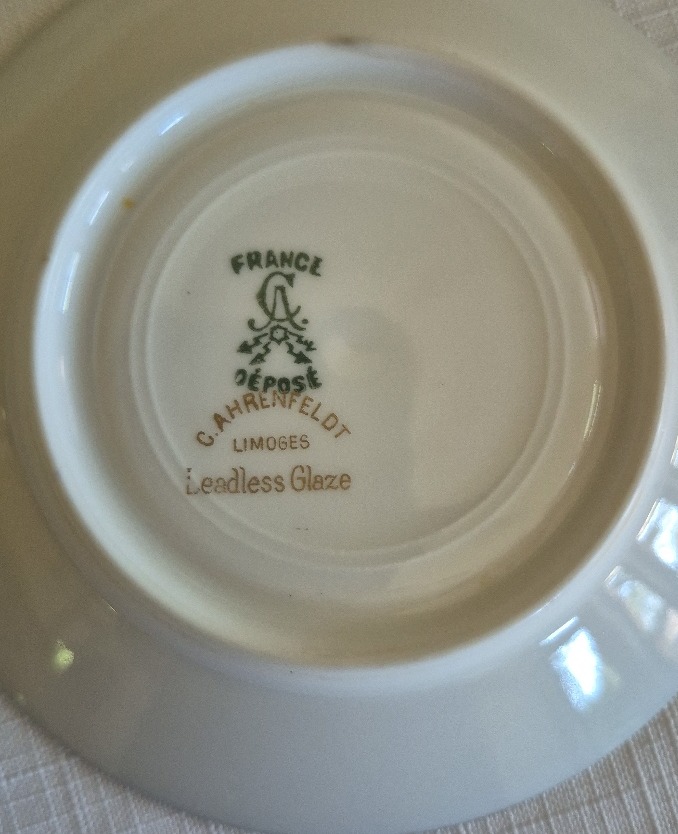 FRANCE
CA.
DÉPOSÉ
C. AHRENFELDT
LIMOGES
Leadless Glaze